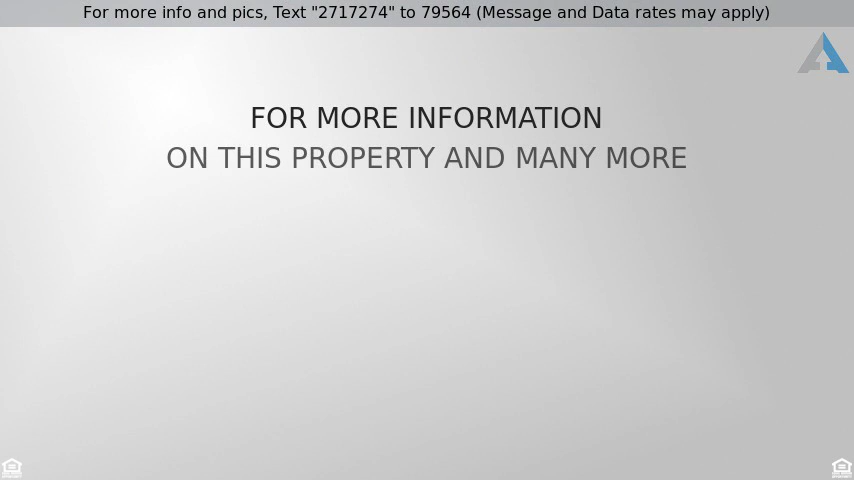 For more info and pics, Text "2717274" to 79564 (Message and Data rates may apply)
FOR MORE INFORMATION
ON THIS PROPERTY AND MANY MORE